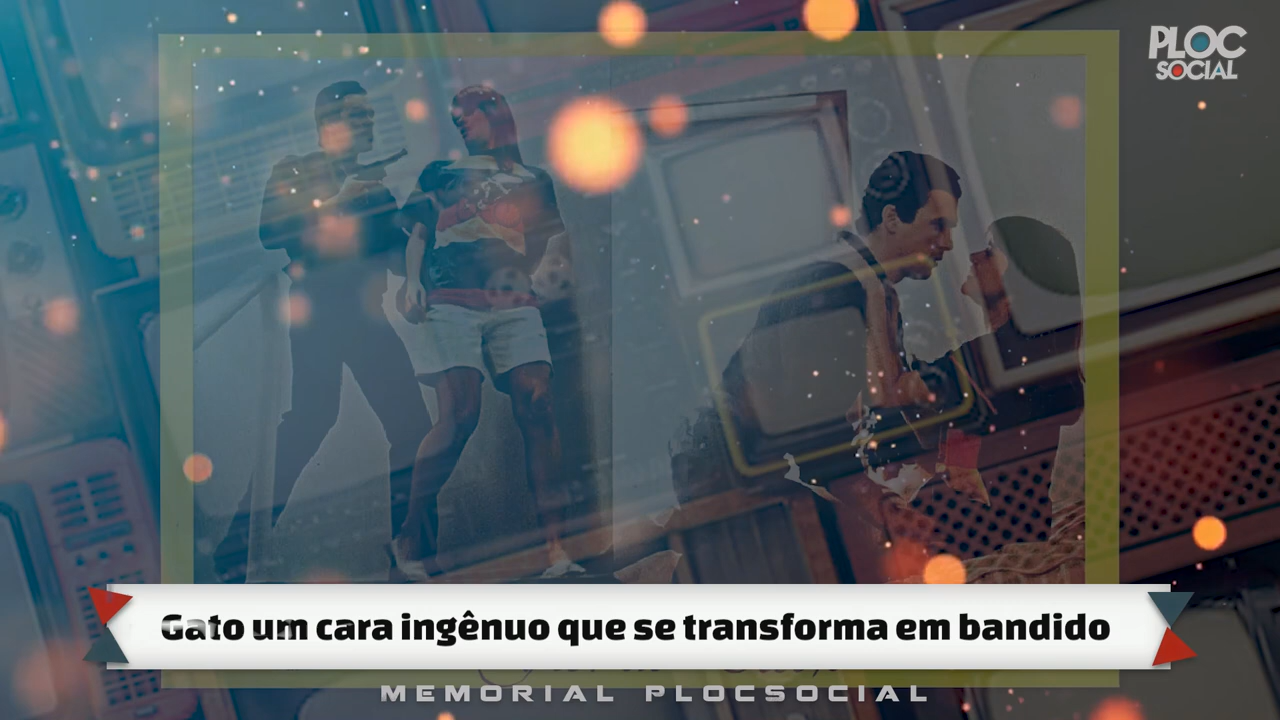 PLOC
SOCIAL
Gato um cara ingênuo que se transforma em bandido
MEMORIAL PLOCSOCIAL